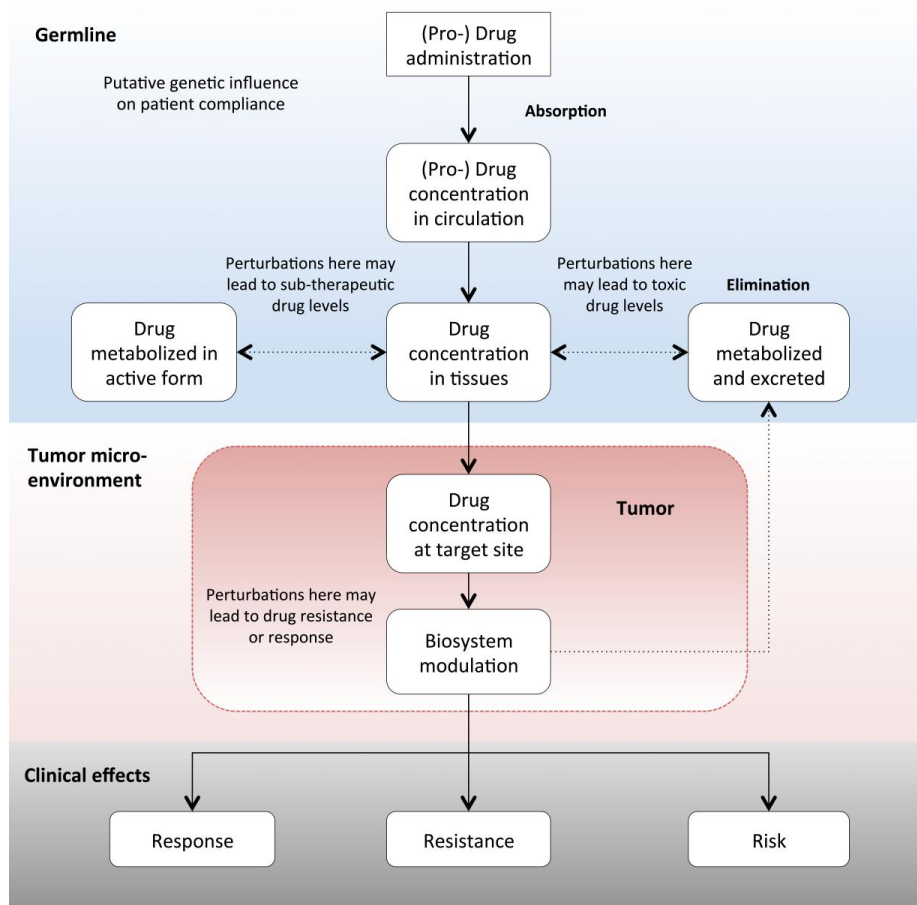 Germline
(Pro-) Drug
administration
Putative genetic influence
on patient compliance
Absorption
(Pro-) Drug
concentration
in circulation
Perturbations here may
lead to sub-therapeutic
drug levels
Perturbations here
may lead to toxic
drug levels
Elimination
Drug
metabolized in
active form
Drug
concentration
in tissues
Drug
metabolized
and excreted
Tumor micro-
environment
Drug
concentration
at target site
Tumor
Perturbations here may
lead to drug resistance
or response
Biosystem
modulation
Clinical effects
Response
Resistance
Risk